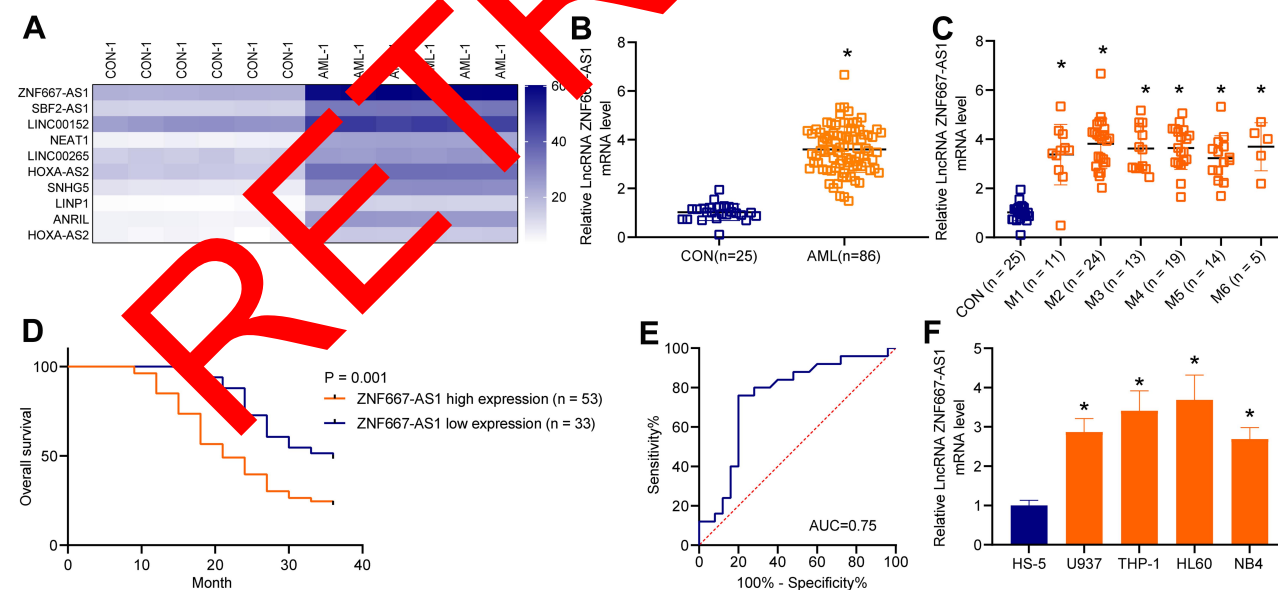 A
CON-1
CON-1
CON-1
CON-1
CON-1
CON-1
AML-1
AML-1
AML-1
AML-1
AML-1
ZNF667-AS1
SBF2-AS1
LINC00152
NEAT1
LINC00265
HOXA-AS2
SNHG5
LINP1
ANRIL
HOXA-AS2
60
40
20
B
Relative LncRNA ZNF667-AS1
mRNA level
8
6
4
2
0
*
CON(n=25)
AML(n=86)
C
Relative LncRNA ZNF667-AS1
mRNA level
8
6
4
2
0
*
*
*
*
*
*
CON (n = 25)
M1 (n = 11)
M2 (n = 24)
M3 (n = 13)
M4 (n = 19)
M5 (n = 14)
M6 (n = 5)
D
Overall survival
100
50
0
0
10
20
30
40
Month
P = 0.001
ZNF667-AS1 high expression (n = 53)
ZNF667-AS1 low expression (n = 33)
E
Sensitivity%
100
80
60
40
20
0
0
20
40
60
80
100
100% - Specificity%
AUC=0.75
F
Relative LncRNA ZNF667-AS1
mRNA level
5
4
3
2
1
0
*
*
*
*
HS-5
U937
THP-1
HL60
NB4
RETR